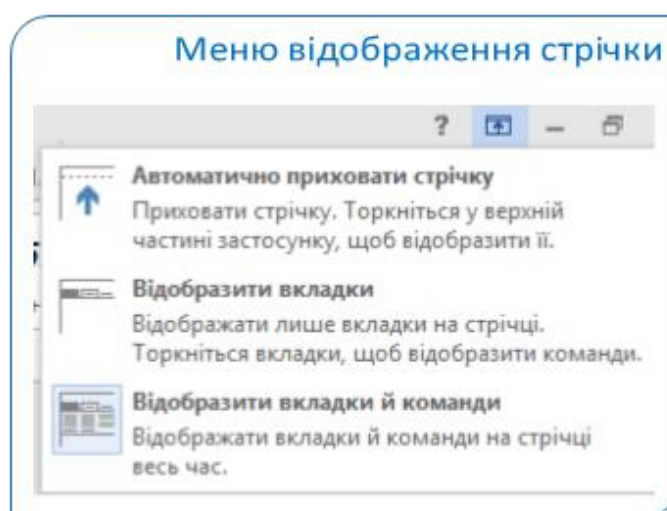 Меню відображення стрічки
?
Автоматично приховати стрічку
Приховати стрічку. Торкніться у верхній
частині застосунку, щоб відобразити її.
Відобразити вкладки
Відображати лише вкладки на стрічці.
Торкніться вкладки, щоб відобразити команди.
Відобразити вкладки й команди
Відображати вкладки й команди на стрічці
весь час.